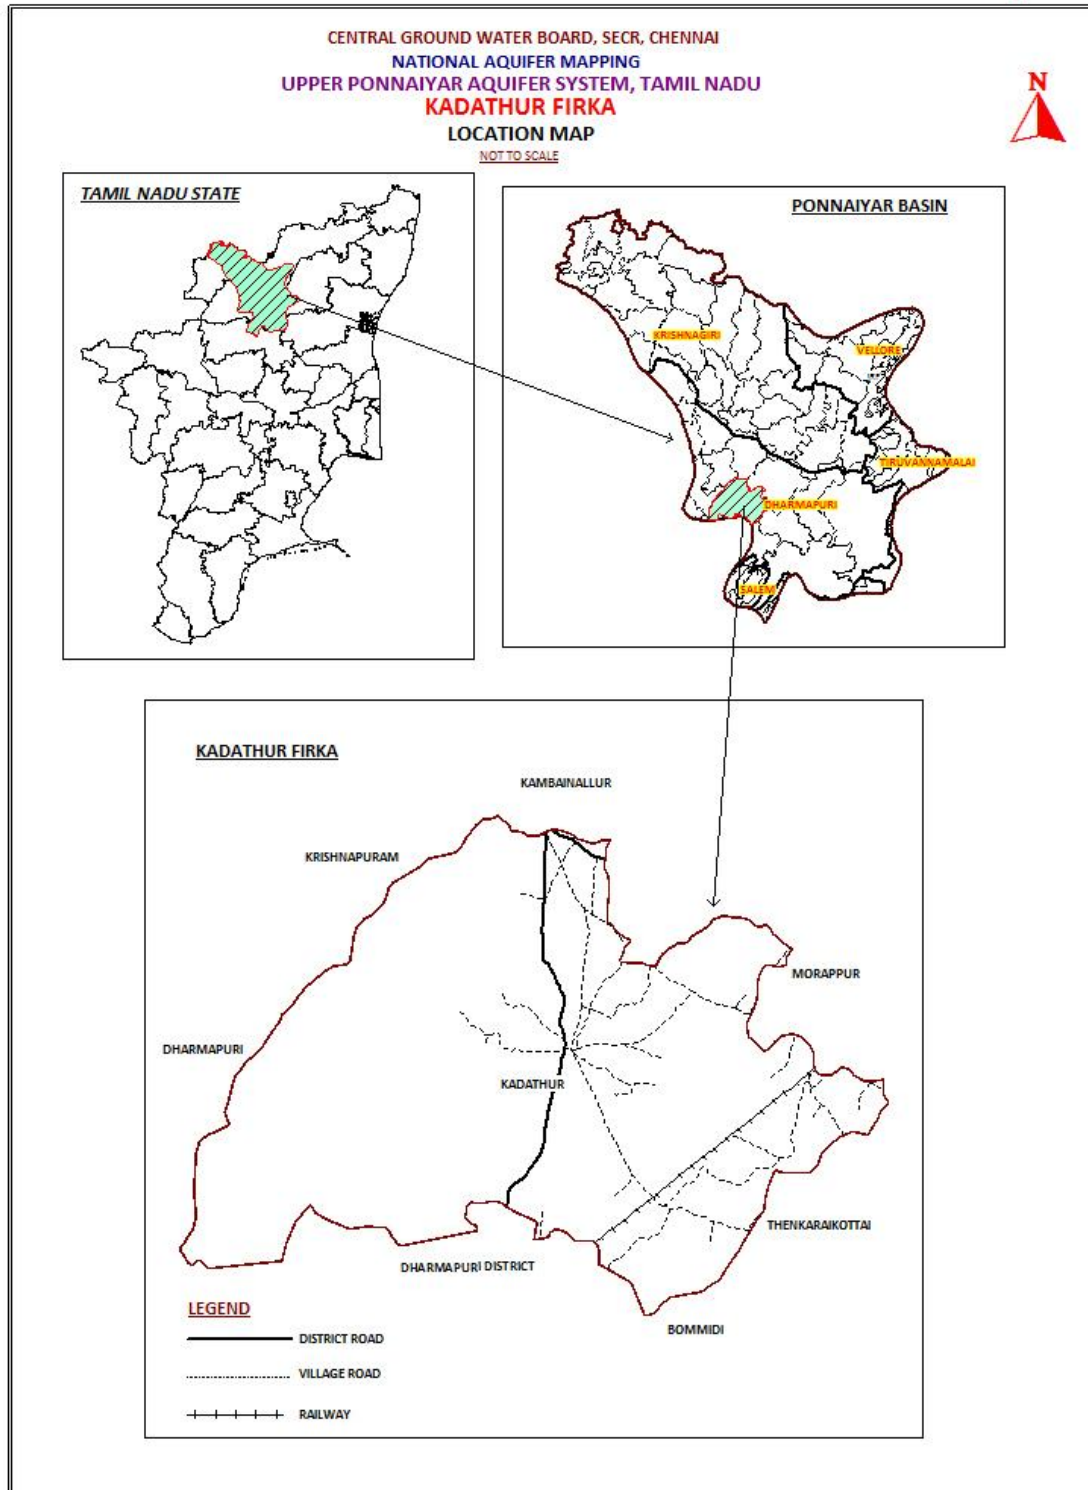 CENTRAL GROUND WATER BOARD, SECR, CHENNAI
NATIONAL AQUIFER MAPPING
UPPER PONNAIYAR AQUIFER SYSTEM, TAMIL NADU
KADATHUR FIRKA
LOCATION MAP
NOT TO SCALE
N
TAMIL NADU STATE
PONNAIYAR BASIN
KRISHNAGIRI
VELLORE
TIRUVANNAMALAI
DHARMAPURI
SALEM
KADATHUR FIRKA
KAMBAINALLUR
KRISHNAPURAM
MORAPPUR
DHARMAPURI
KADATHUR
THENKARAIKOTTAI
DHARMAPURI DISTRICT
BOMMIDI
LEGEND
DISTRICT ROAD
VILLAGE ROAD
RAILWAY